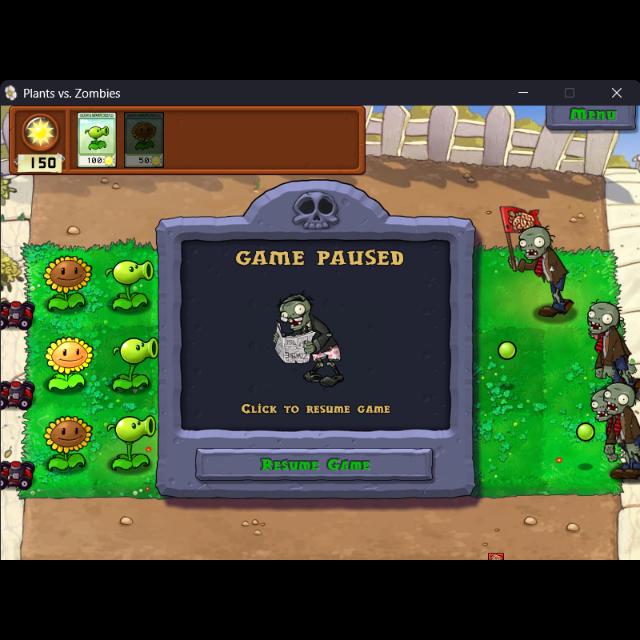 Plants vs. Zombies
Menu
150
100
50
GAME PAUSED
CLICK TO RESUME GAME
Resume Game